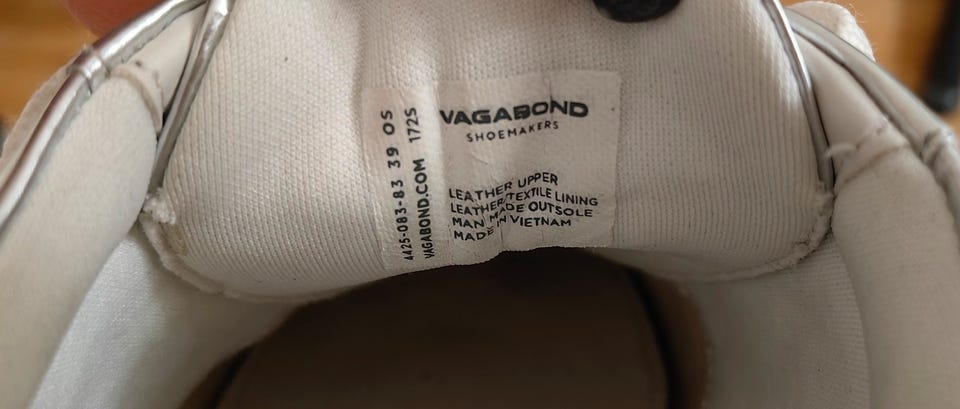 4425-083-83 39 OS
VAGABOND.COM 172S
VAGABOND
SHOEMAKERS
LEATHER UPPER
LEATHER/TEXTILE LINING
MAN MADE OUTSOLE
MADE IN VIETNAM